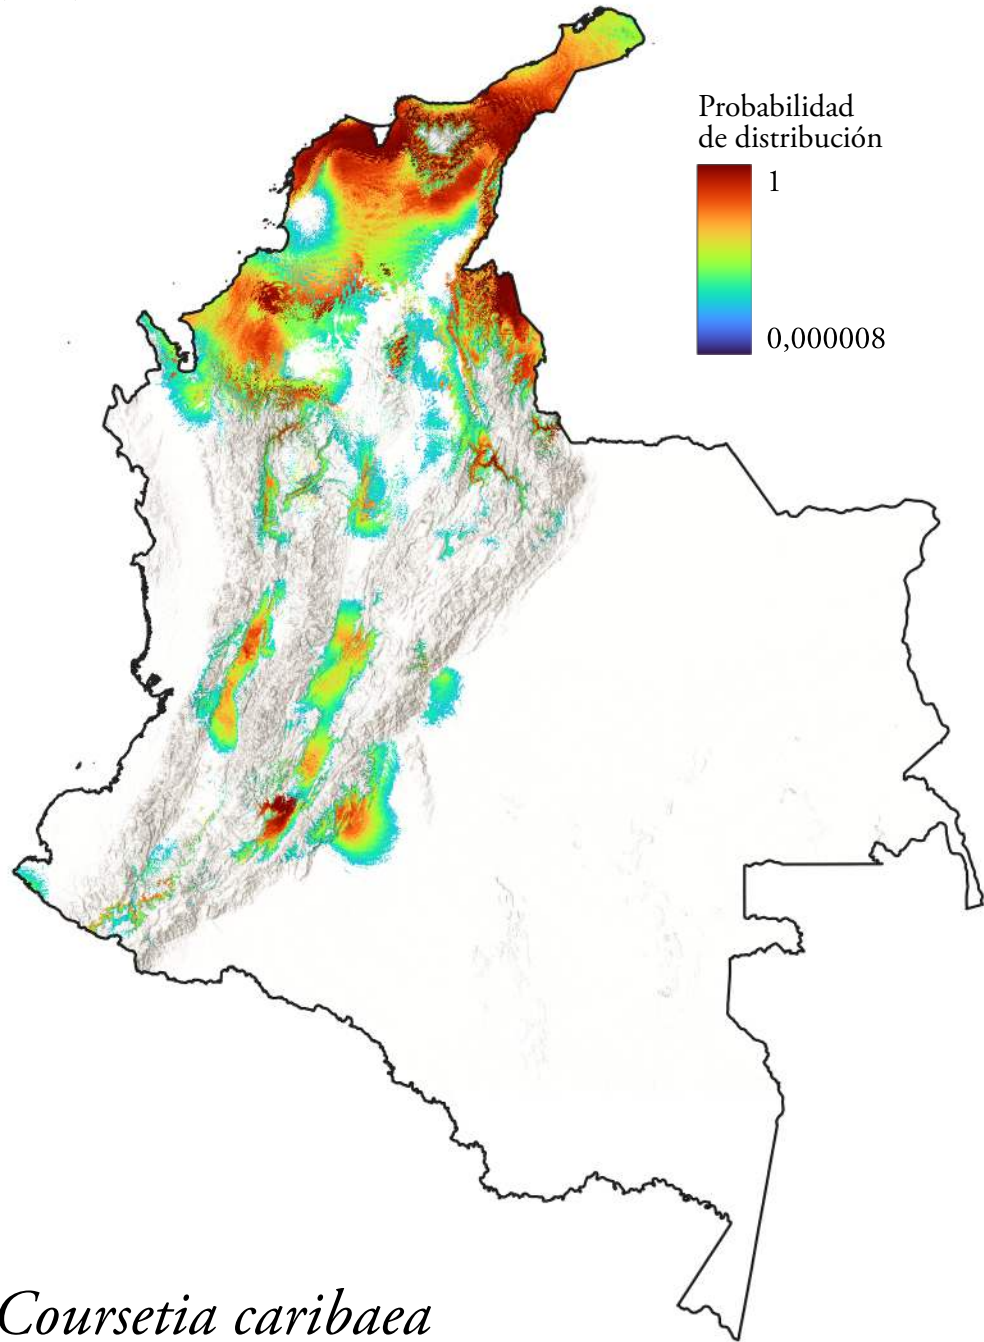 Probabilidad
de distribución
1
0,000008
Coursetia caribaea